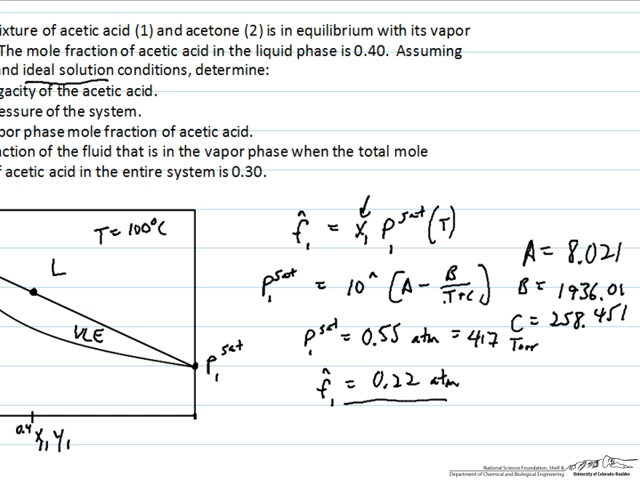 ixture of acetic acid (1) and acetone (2) is in equilibrium with its vapor
The mole fraction of acetic acid in the liquid phase is 0.40. Assuming
and ideal solution conditions, determine:
gacity of the acetic acid.
essure of the system.
por phase mole fraction of acetic acid.
action of the fluid that is in the vapor phase when the total mole
f acetic acid in the entire system is 0.30.
T = 100°C
L
VLE
P₁ˢᵃᵗ
0.4 x₁, y₁
f̂₁ = x₁ P₁ˢᵃᵗ (T)
P₁ˢᵃᵗ = 10^ (A - B / (T+C))
P₁ˢᵃᵗ = 0.55 atm = 417 Torr
f̂₁ = 0.22 atm
A = 8.021
B = 1936.01
C = 258.451
National Science Foundation, Shell &
Department of Chemical and Biological Engineering
University of Colorado Boulder